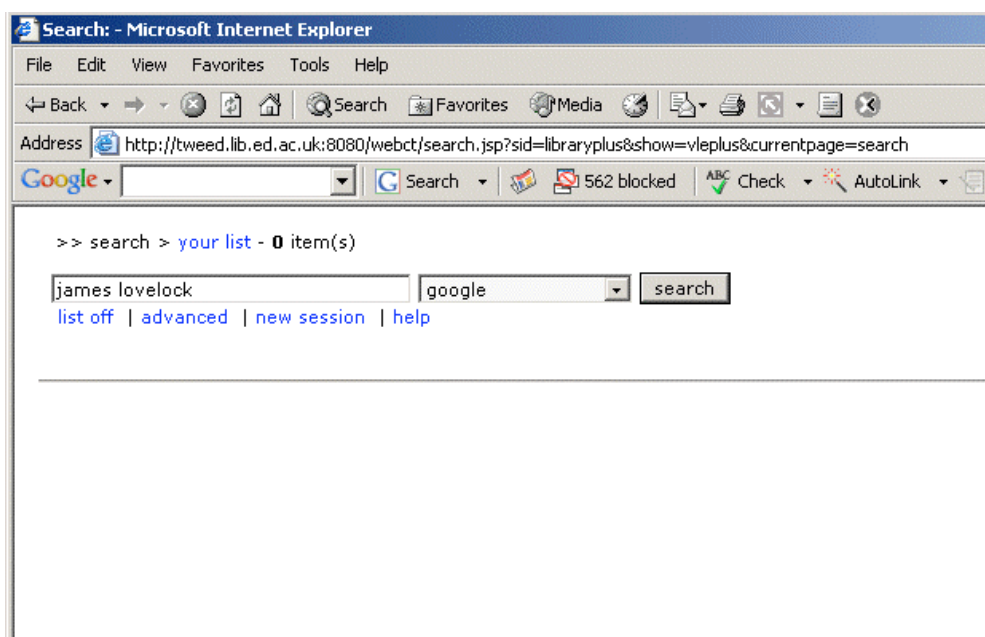 Search: - Microsoft Internet Explorer
File Edit View Favorites Tools Help
Back Search Favorites Media
Address http://tweed.lib.ed.ac.uk:8080/webct/search.jsp?sid=libraryplus&show=vleplus&currentpage=search
Google Search 562 blocked ABC Check AutoLink
>> search > your list - 0 item(s)
james lovelock google search
list off | advanced | new session | help